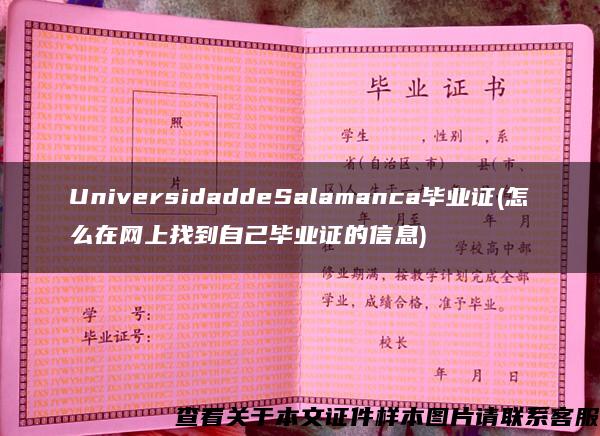 毕业证书
照
片
学生 ,性别 ,系
省(自治区、市) 县(市、
UniversidaddeSalamanca毕业证(怎
么在网上找到自己毕业证的信息)
学校高中部
修业期满,按教学计划完成全部
学业,成绩合格,准予毕业。
学 号:
毕业证号:
校长
年 月 日
查看关于本文证件样本图片请联系客服